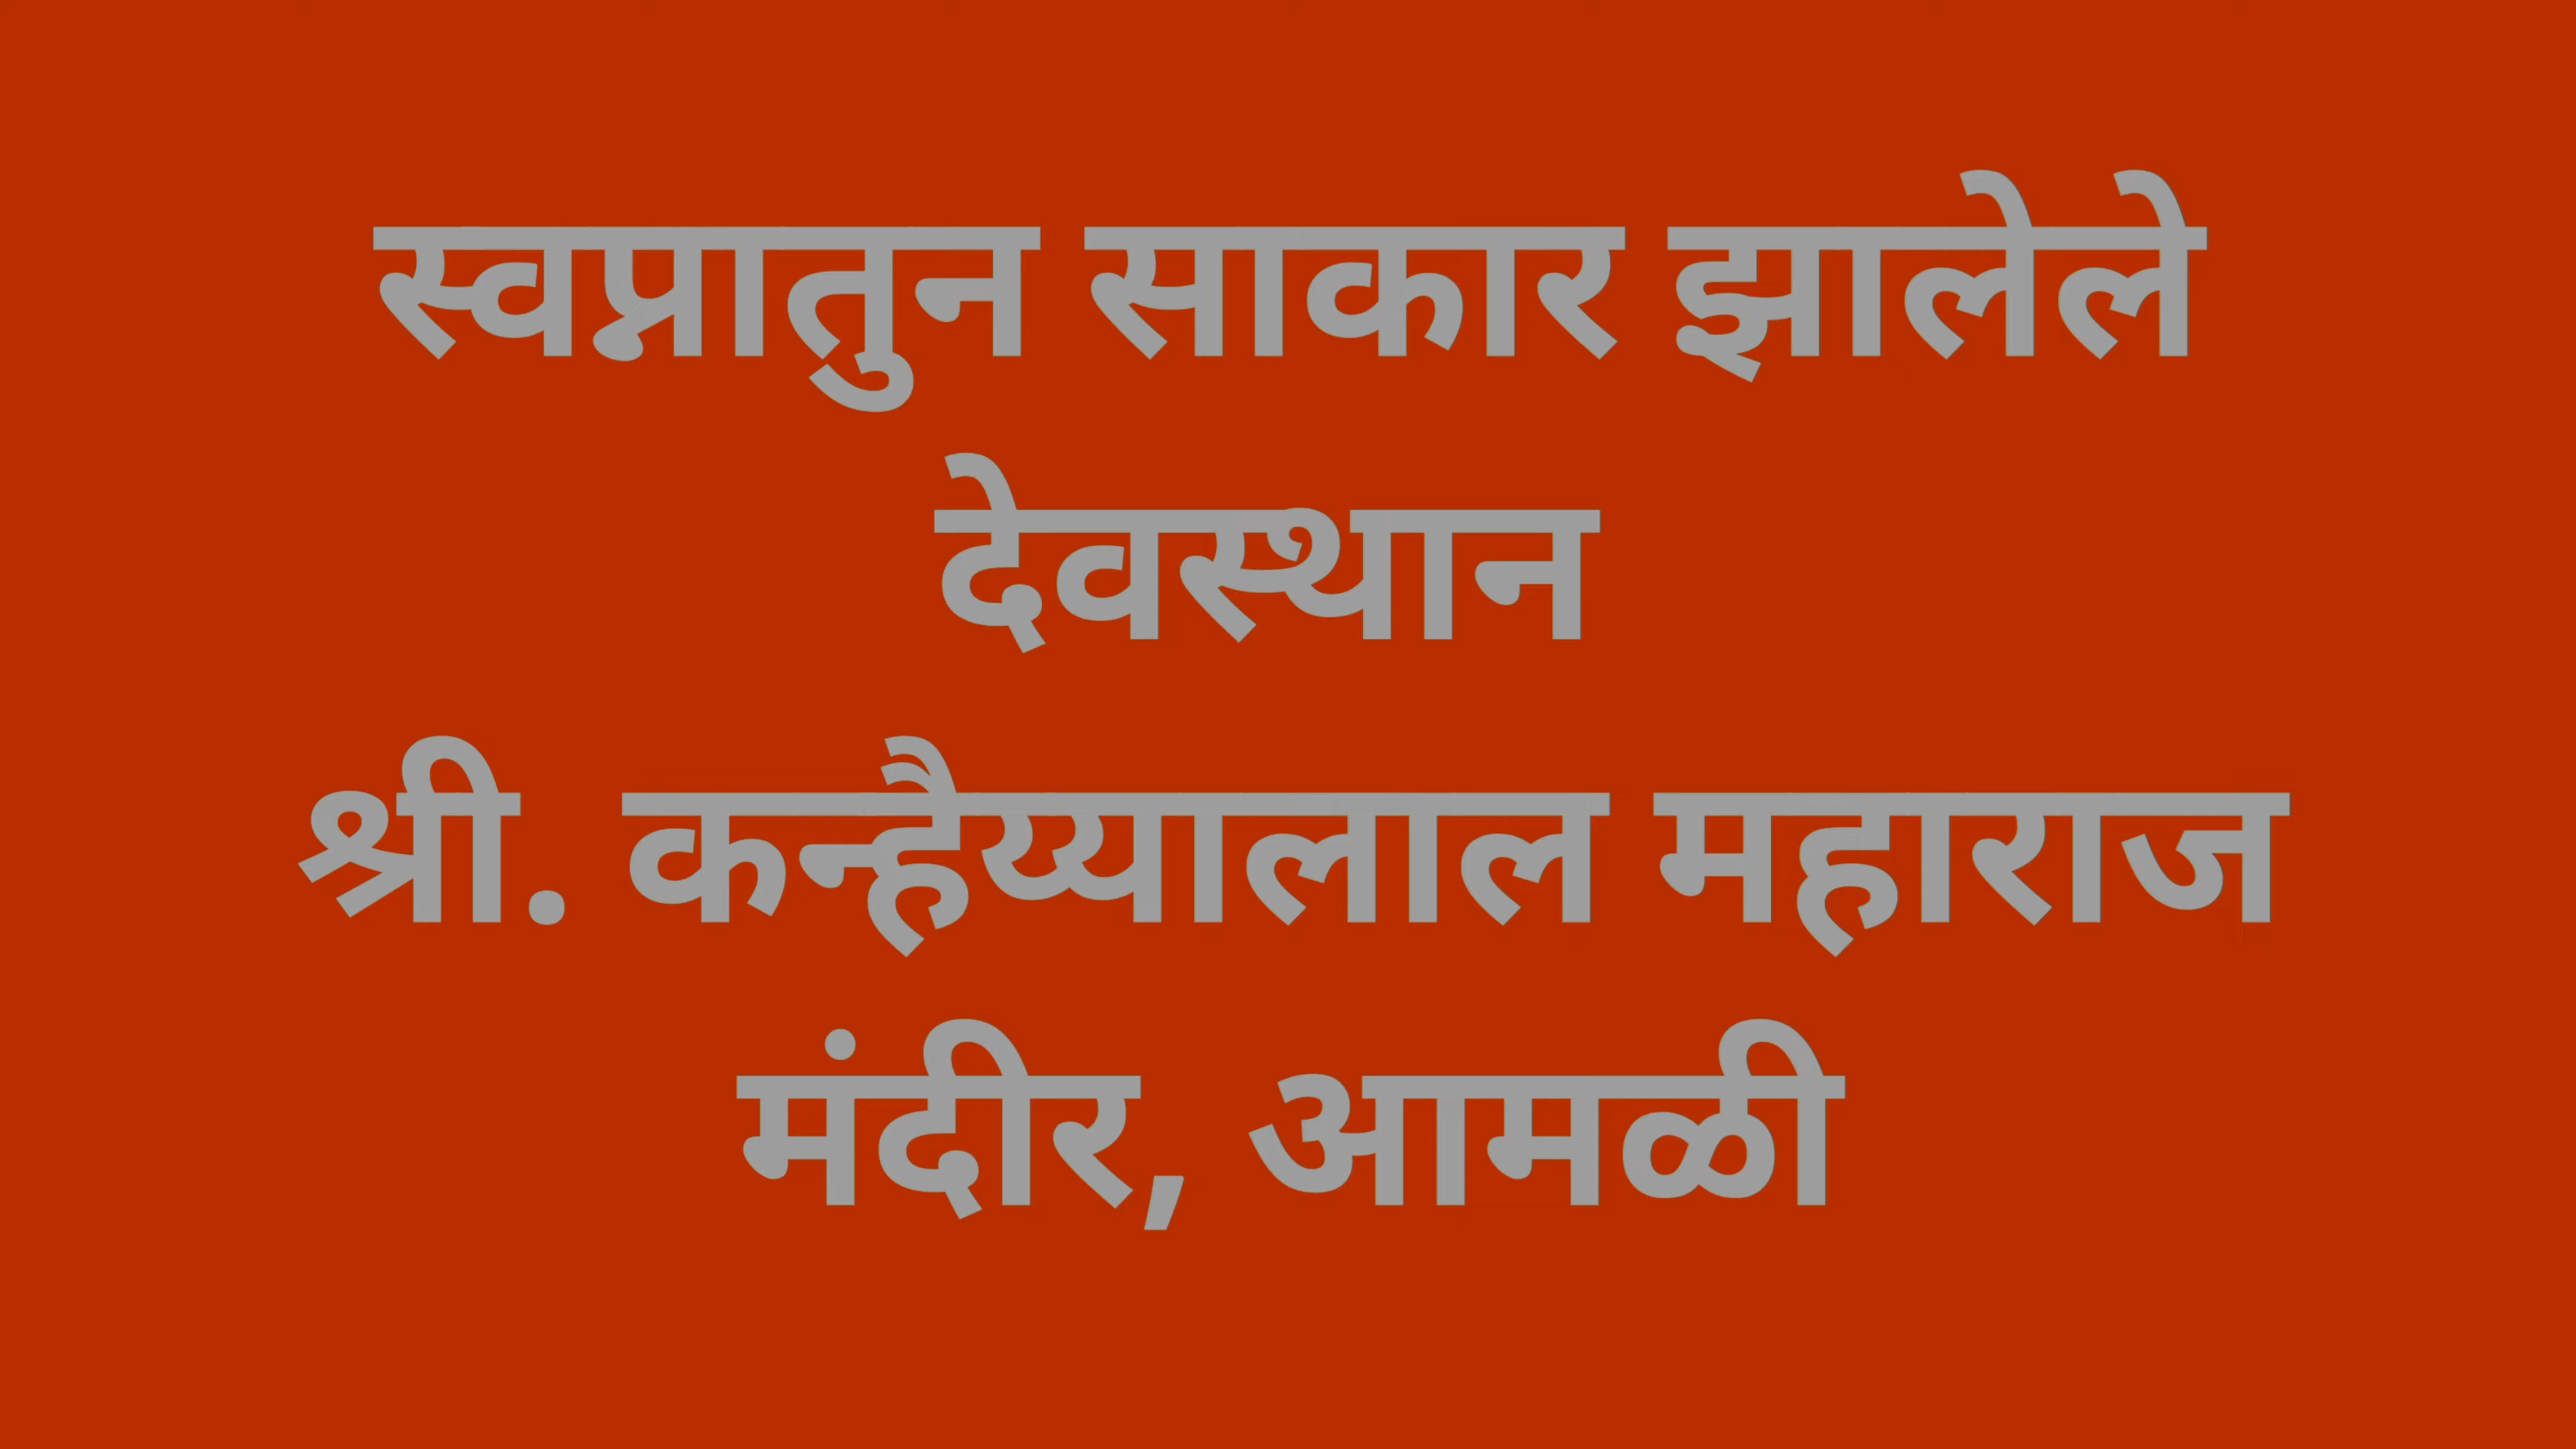 स्वप्नातुन साकार झालेले
देवस्थान
श्री. कन्हैय्यालाल महाराज
मंदीर, आमळी